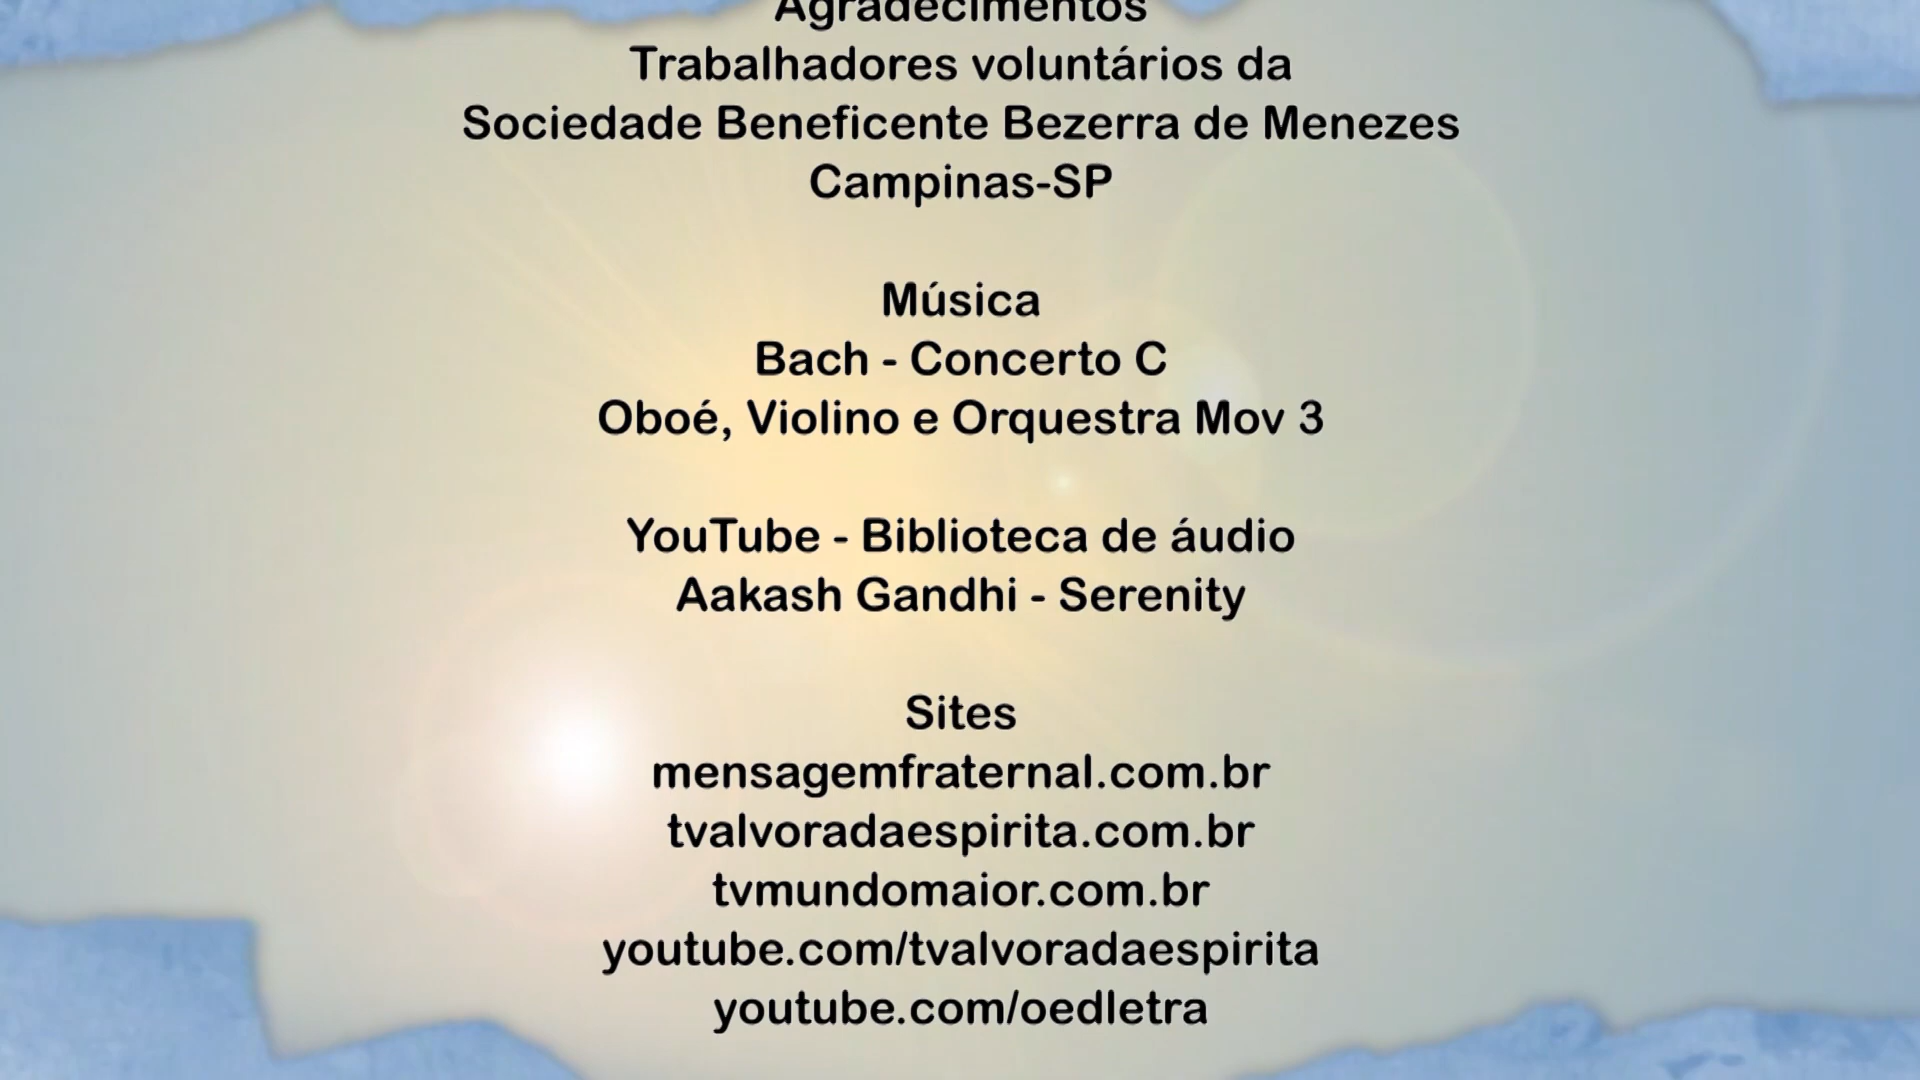 Agradecimentos
Trabalhadores voluntários da
Sociedade Beneficente Bezerra de Menezes
Campinas-SP
Música
Bach - Concerto C
Oboé, Violino e Orquestra Mov 3
YouTube - Biblioteca de áudio
Aakash Gandhi - Serenity
Sites
mensagemfraternal.com.br
tvalvoradaespirita.com.br
tvmundomaior.com.br
youtube.com/tvalvoradaespirita
youtube.com/oedletra